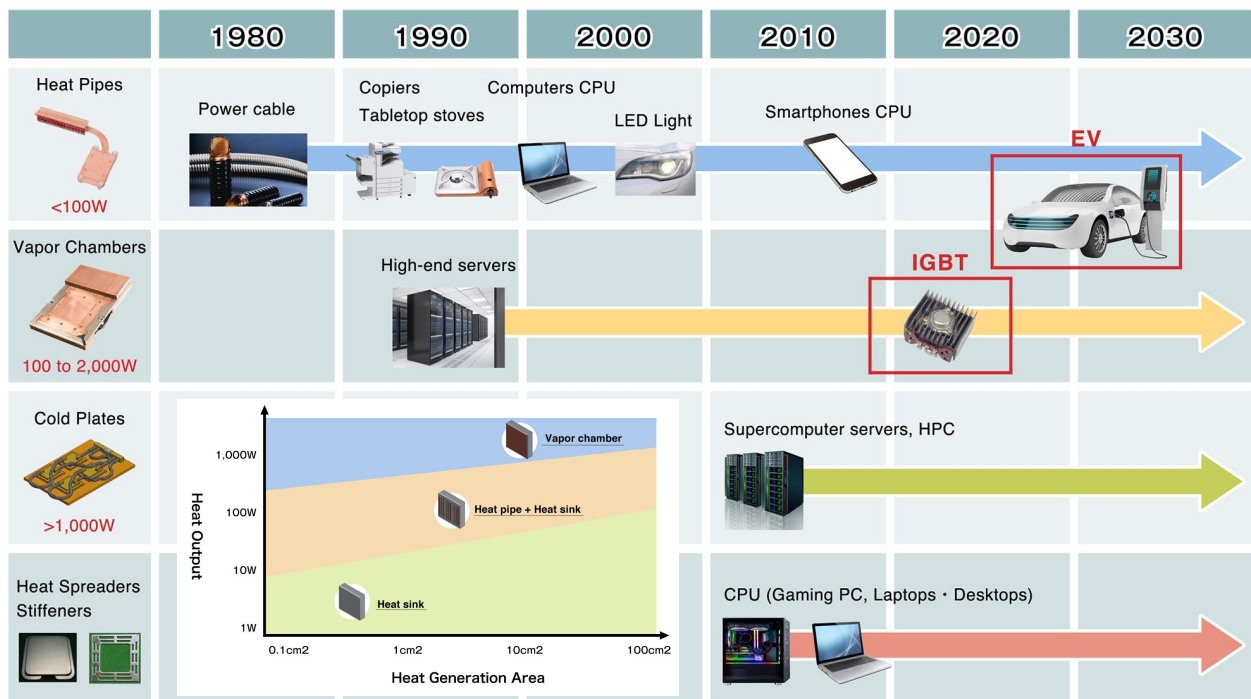 1980
1990
2000
2010
2020
2030
Heat Pipes
<100W
Power cable
Copiers
Tabletop stoves
Computers CPU
LED Light
Smartphones CPU
EV
Vapor Chambers
100 to 2,000W
High-end servers
IGBT
Cold Plates
>1,000W
Supercomputer servers, HPC
Heat Spreaders
Stiffeners
CPU (Gaming PC, Laptops・Desktops)
Heat Output
1,000W
100W
10W
1W
Vapor chamber
Heat pipe + Heat sink
Heat sink
0.1cm2
1cm2
10cm2
100cm2
Heat Generation Area